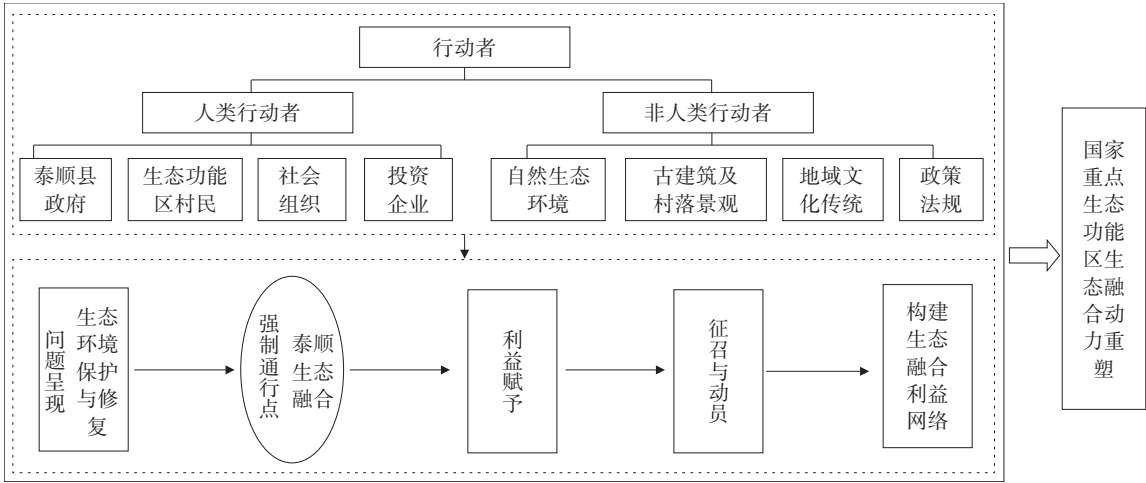 行动者
人类行动者
非人类行动者
泰顺县
政府
生态功能
区村民
社会
组织
投资
企业
自然生态
环境
古建筑及
村落景观
地域文
化传统
政策
法规
问题呈现
生态
环境
保护
与修
复
强制通行点
泰顺
生态
融合
利益赋予
征召与动员
构建
生态
融合
利益
网络
国家
重点
生态
功能
区生
态融
合动
力重
塑